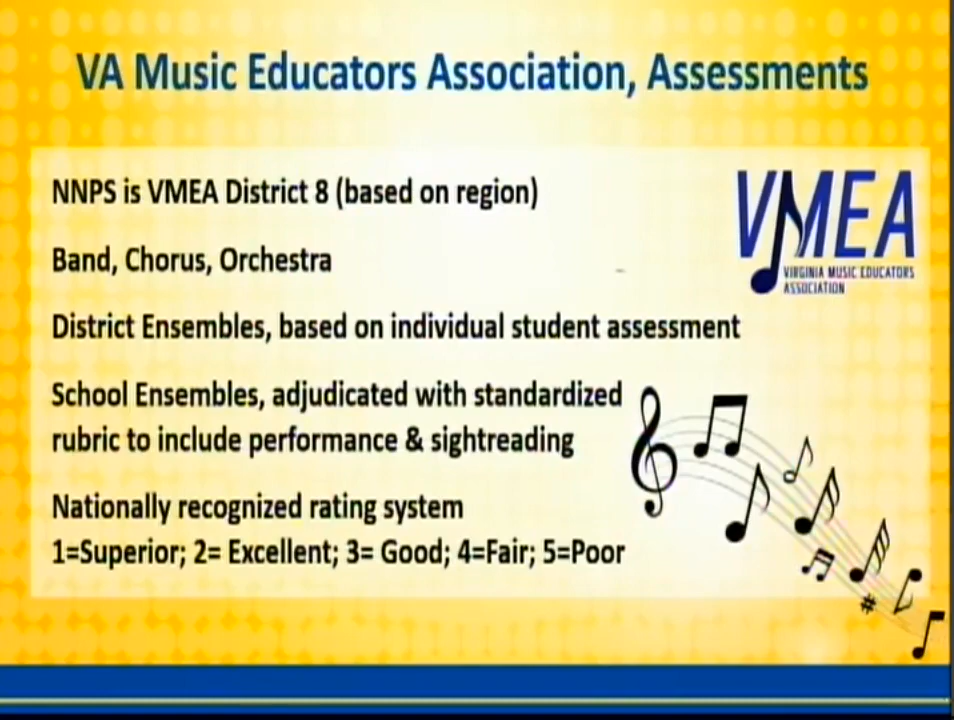 VA Music Educators Association, Assessments
NNPS is VMEA District 8 (based on region)
VMEA
VIRGINIA MUSIC EDUCATORS
ASSOCIATION
Band, Chorus, Orchestra
District Ensembles, based on individual student assessment
School Ensembles, adjudicated with standardized
rubric to include performance & sightreading
Nationally recognized rating system
1=Superior; 2= Excellent; 3= Good; 4=Fair; 5=Poor